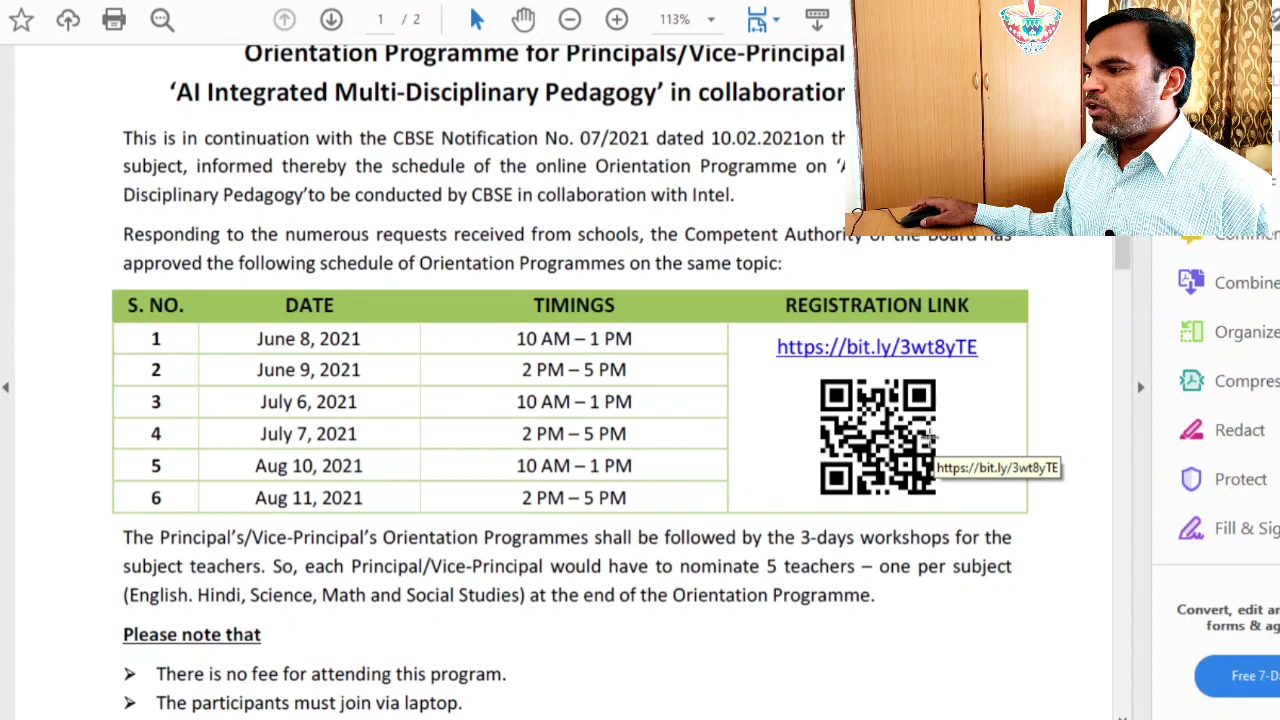 1 / 2
113%
Orientation Programme for Principals/Vice-Principal
‘AI Integrated Multi-Disciplinary Pedagogy’ in collaboration
This is in continuation with the CBSE Notification No. 07/2021 dated 10.02.2021on th
subject, informed thereby the schedule of the online Orientation Programme on ‘A
Disciplinary Pedagogy’to be conducted by CBSE in collaboration with Intel.
Responding to the numerous requests received from schools, the Competent Authority of the Board has
approved the following schedule of Orientation Programmes on the same topic:
S. NO. DATE TIMINGS REGISTRATION LINK
1 June 8, 2021 10 AM – 1 PM https://bit.ly/3wt8yTE
2 June 9, 2021 2 PM – 5 PM
3 July 6, 2021 10 AM – 1 PM
4 July 7, 2021 2 PM – 5 PM
5 Aug 10, 2021 10 AM – 1 PM
https://bit.ly/3wt8yTE
6 Aug 11, 2021 2 PM – 5 PM
The Principal’s/Vice-Principal’s Orientation Programmes shall be followed by the 3-days workshops for the
subject teachers. So, each Principal/Vice-Principal would have to nominate 5 teachers – one per subject
(English. Hindi, Science, Math and Social Studies) at the end of the Orientation Programme.
Please note that
➢ There is no fee for attending this program.
➢ The participants must join via laptop.
Combine
Organize
Compres
Redact
Protect
Fill & Sig
Convert, edit an
forms & ag
Free 7-D